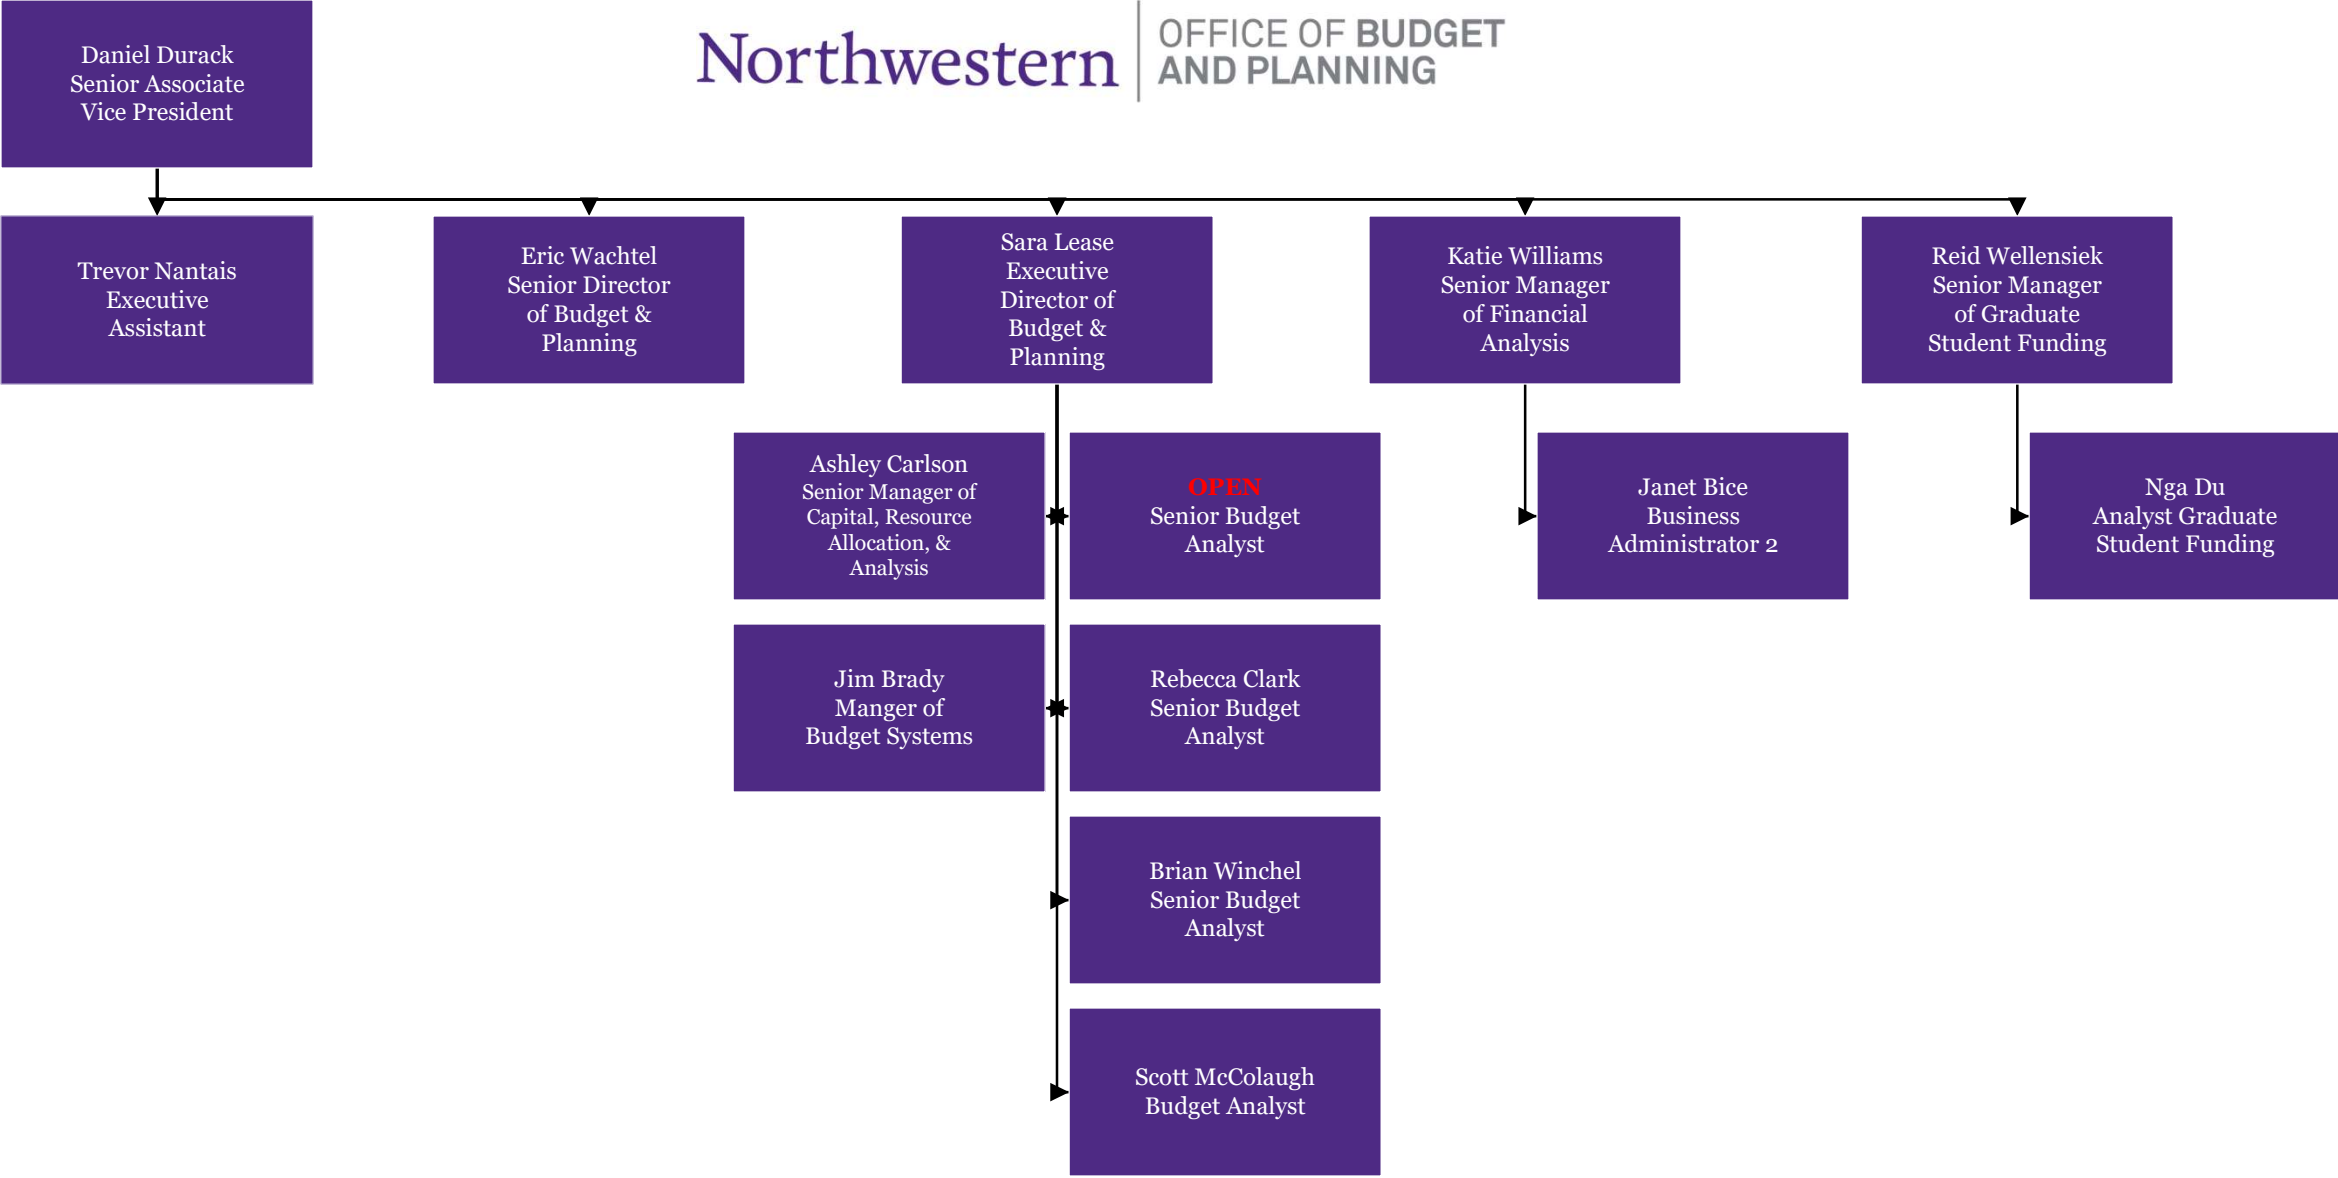 Daniel Durack
Senior Associate
Vice President
Northwestern
OFFICE OF BUDGET
AND PLANNING
Trevor Nantais
Executive
Assistant
Eric Wachtel
Senior Director
of Budget &
Planning
Sara Lease
Executive
Director of
Budget &
Planning
Katie Williams
Senior Manager
of Financial
Analysis
Reid Wellensiek
Senior Manager
of Graduate
Student Funding
Ashley Carlson
Senior Manager of
Capital, Resource
Allocation, &
Analysis
OPEN
Senior Budget
Analyst
Janet Bice
Business
Administrator 2
Nga Du
Analyst Graduate
Student Funding
Jim Brady
Manger of
Budget Systems
Rebecca Clark
Senior Budget
Analyst
Brian Winchel
Senior Budget
Analyst
Scott McColaugh
Budget Analyst